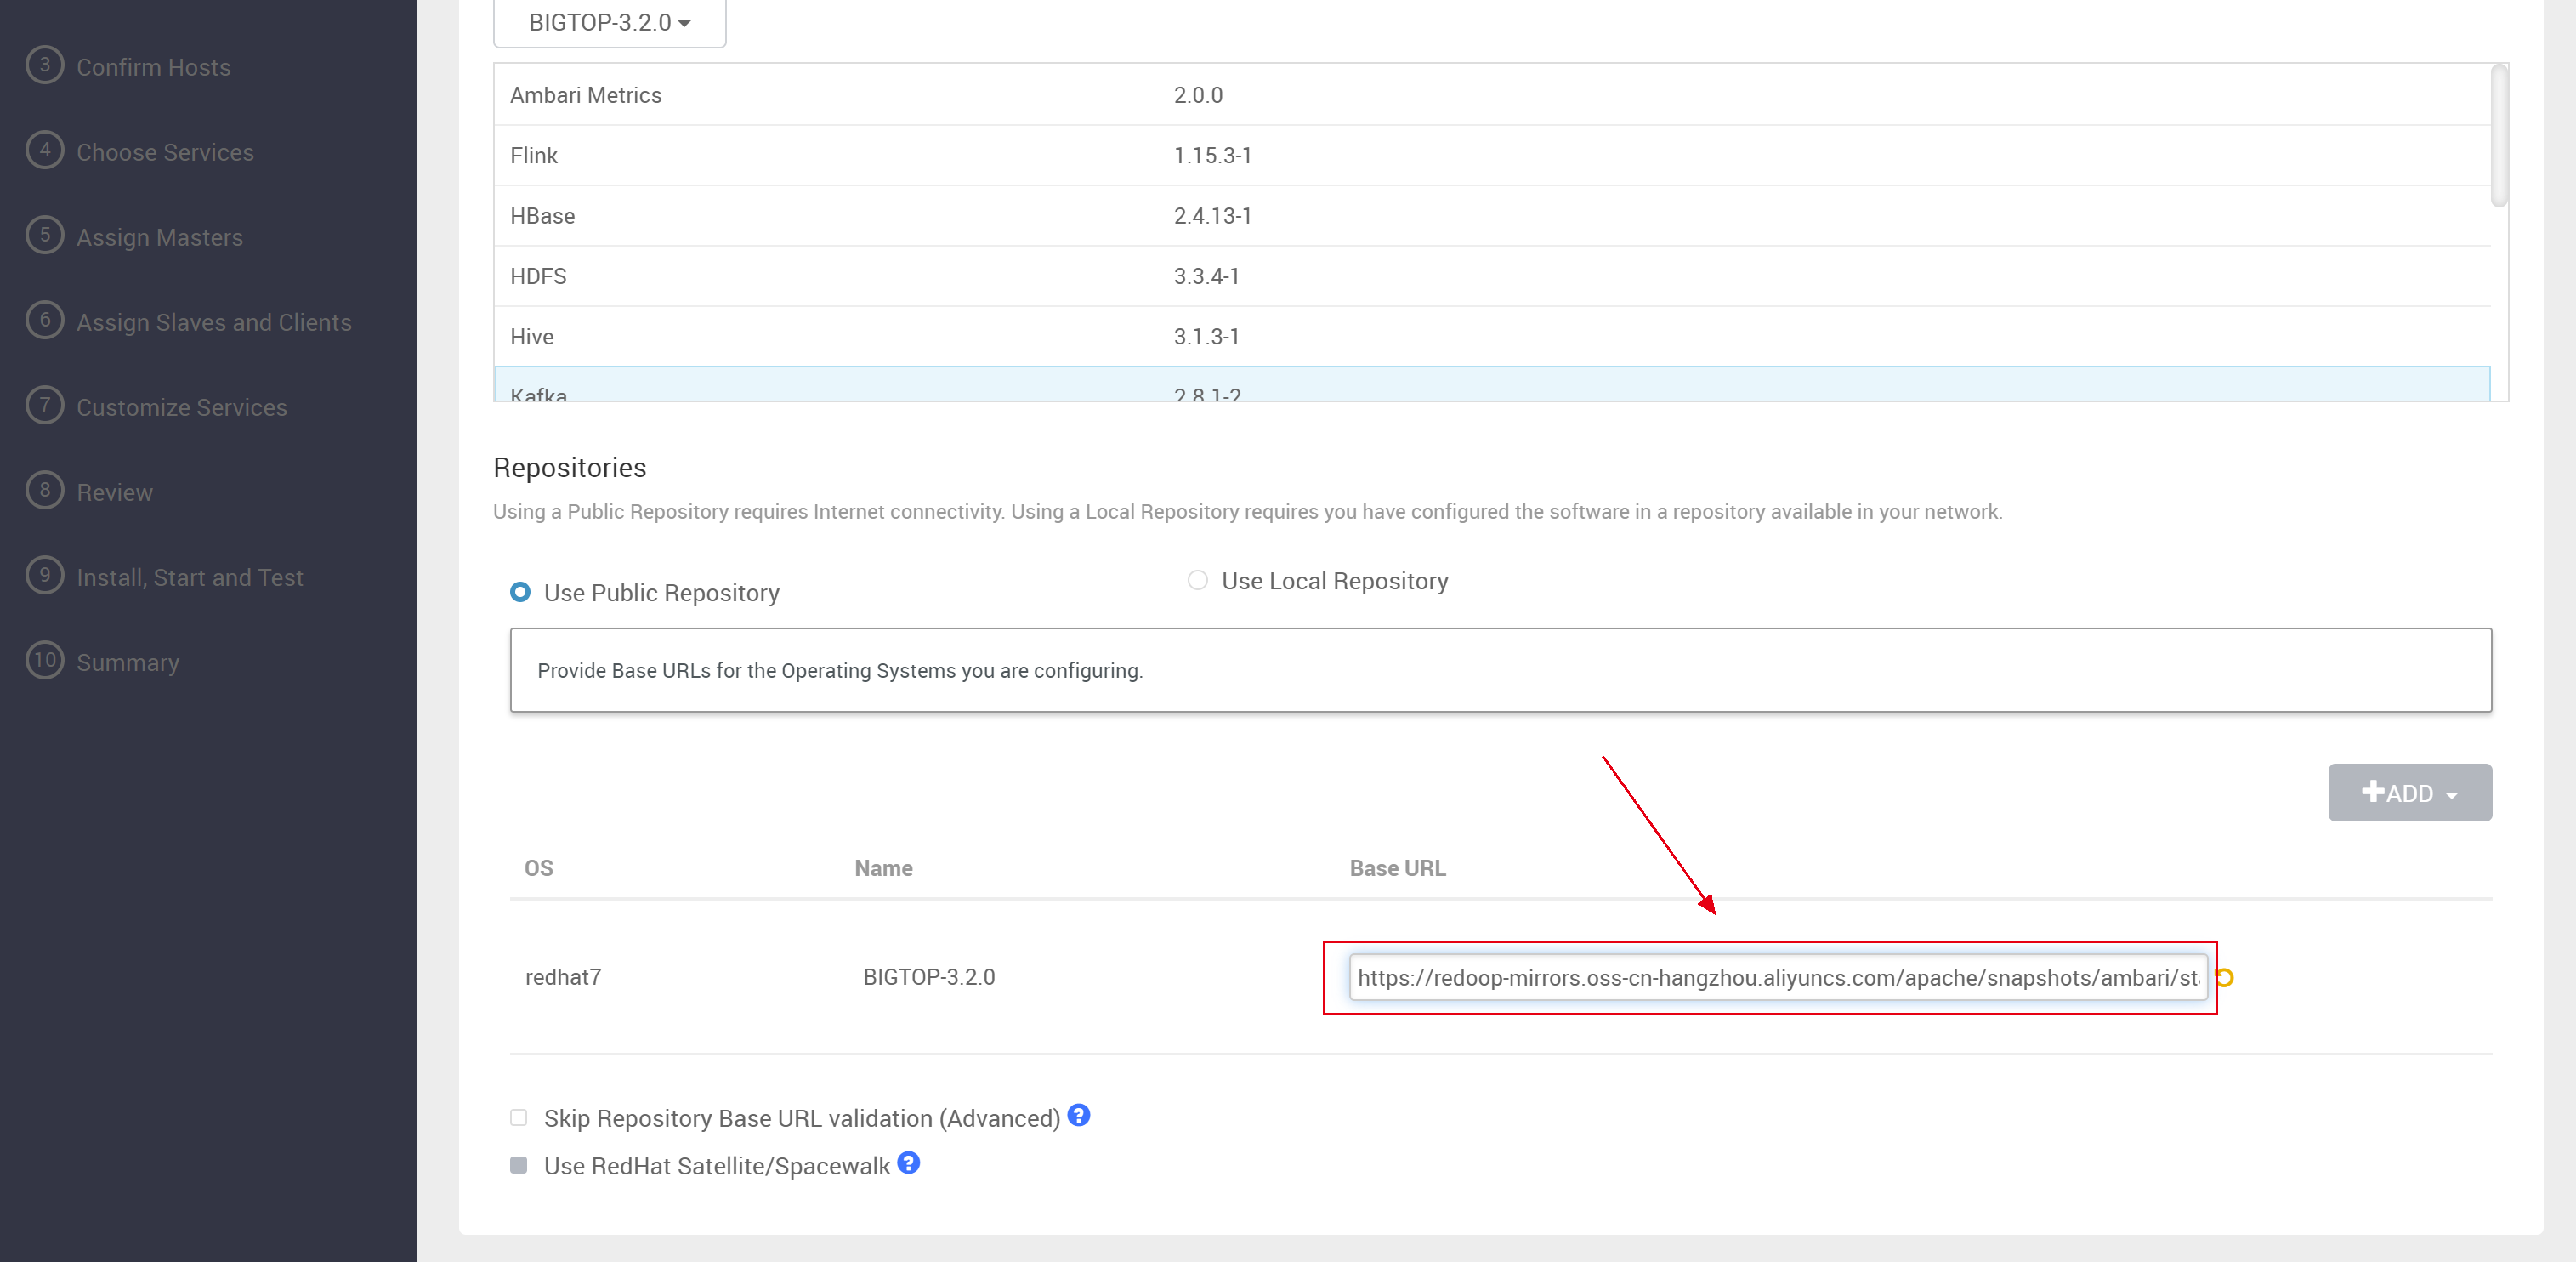 3 Confirm Hosts
4 Choose Services
5 Assign Masters
6 Assign Slaves and Clients
7 Customize Services
8 Review
9 Install, Start and Test
10 Summary
BIGTOP-3.2.0
Ambari Metrics 2.0.0
Flink 1.15.3-1
HBase 2.4.13-1
HDFS 3.3.4-1
Hive 3.1.3-1
Kafka 2.8.1-2
Repositories
Using a Public Repository requires Internet connectivity. Using a Local Repository requires you have configured the software in a repository available in your network.
Use Public Repository
Use Local Repository
Provide Base URLs for the Operating Systems you are configuring.
ADD
OS Name Base URL
redhat7 BIGTOP-3.2.0 https://redoop-mirrors.oss-cn-hangzhou.aliyuncs.com/apache/snapshots/ambari/st
Skip Repository Base URL validation (Advanced) ?
Use RedHat Satellite/Spacewalk ?